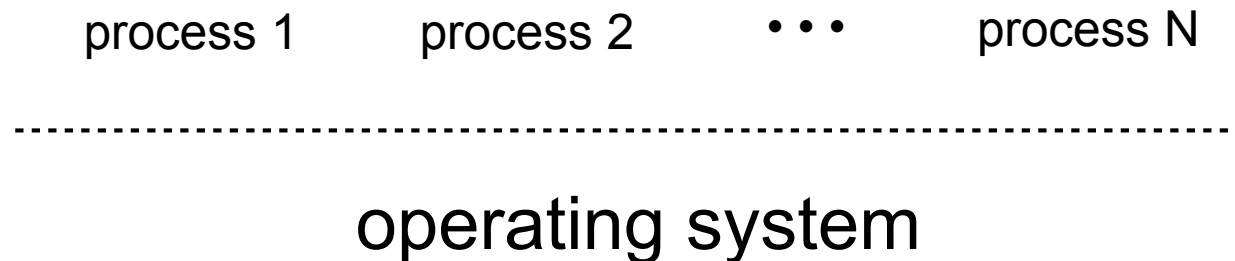 process 1 process 2 • • • process N
operating system